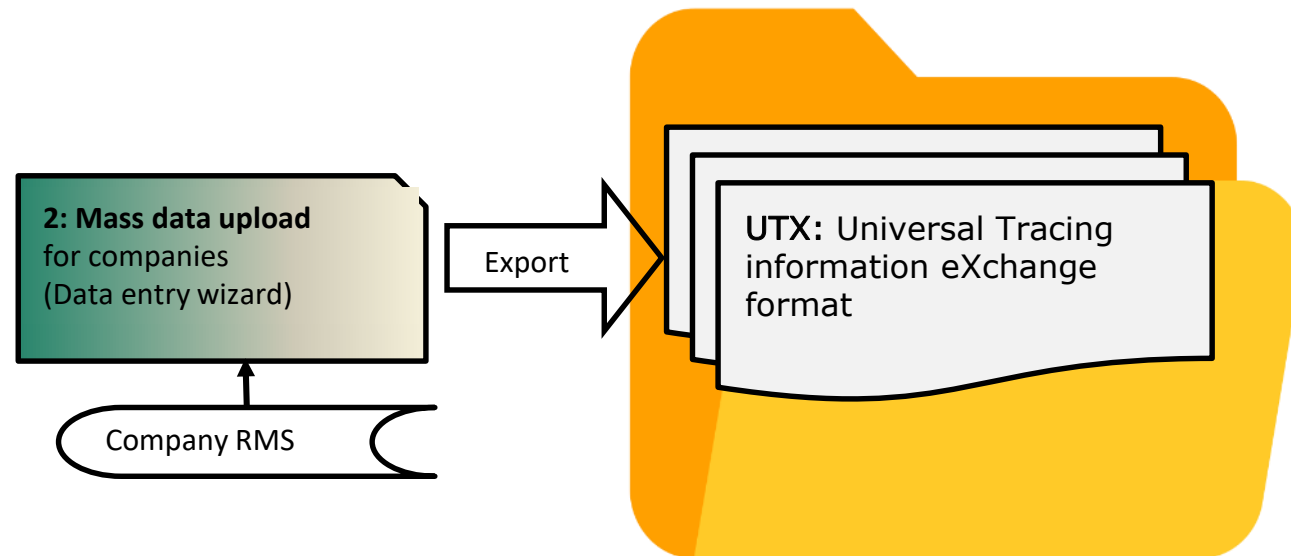 2: Mass data upload
for companies
(Data entry wizard)
Company RMS
Export
UTX: Universal Tracing
information eXchange
format